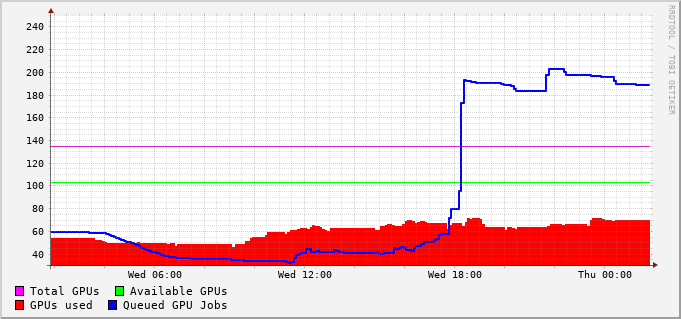 240
220
200
180
160
140
120
100
80
60
40
Wed 06:00 Wed 12:00 Wed 18:00 Thu 00:00
Total GPUs Available GPUs
GPUs used Queued GPU Jobs
RRDTOOL / TOBI OETIKER